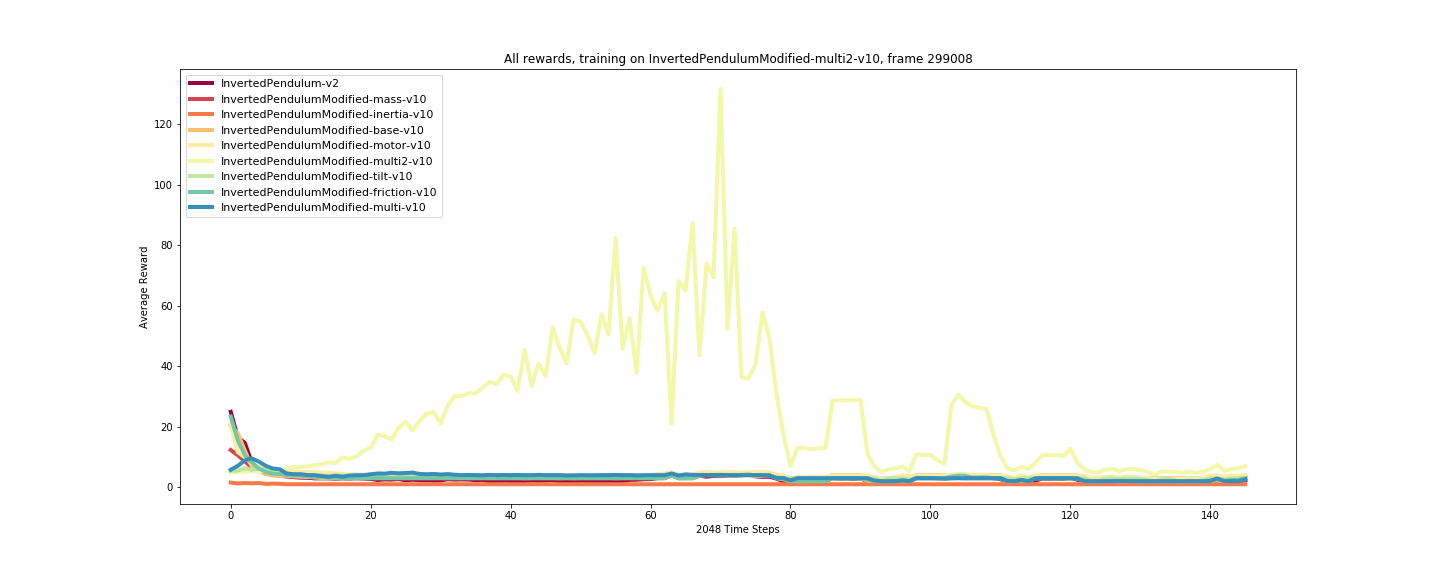 All rewards, training on InvertedPendulumModified-multi2-v10, frame 299008
InvertedPendulum-v2
InvertedPendulumModified-mass-v10
InvertedPendulumModified-inertia-v10
InvertedPendulumModified-base-v10
InvertedPendulumModified-motor-v10
InvertedPendulumModified-multi2-v10
InvertedPendulumModified-tilt-v10
InvertedPendulumModified-friction-v10
InvertedPendulumModified-multi-v10
Average Reward
120
100
80
60
40
20
0
0 20 40 60 80 100 120 140
2048 Time Steps